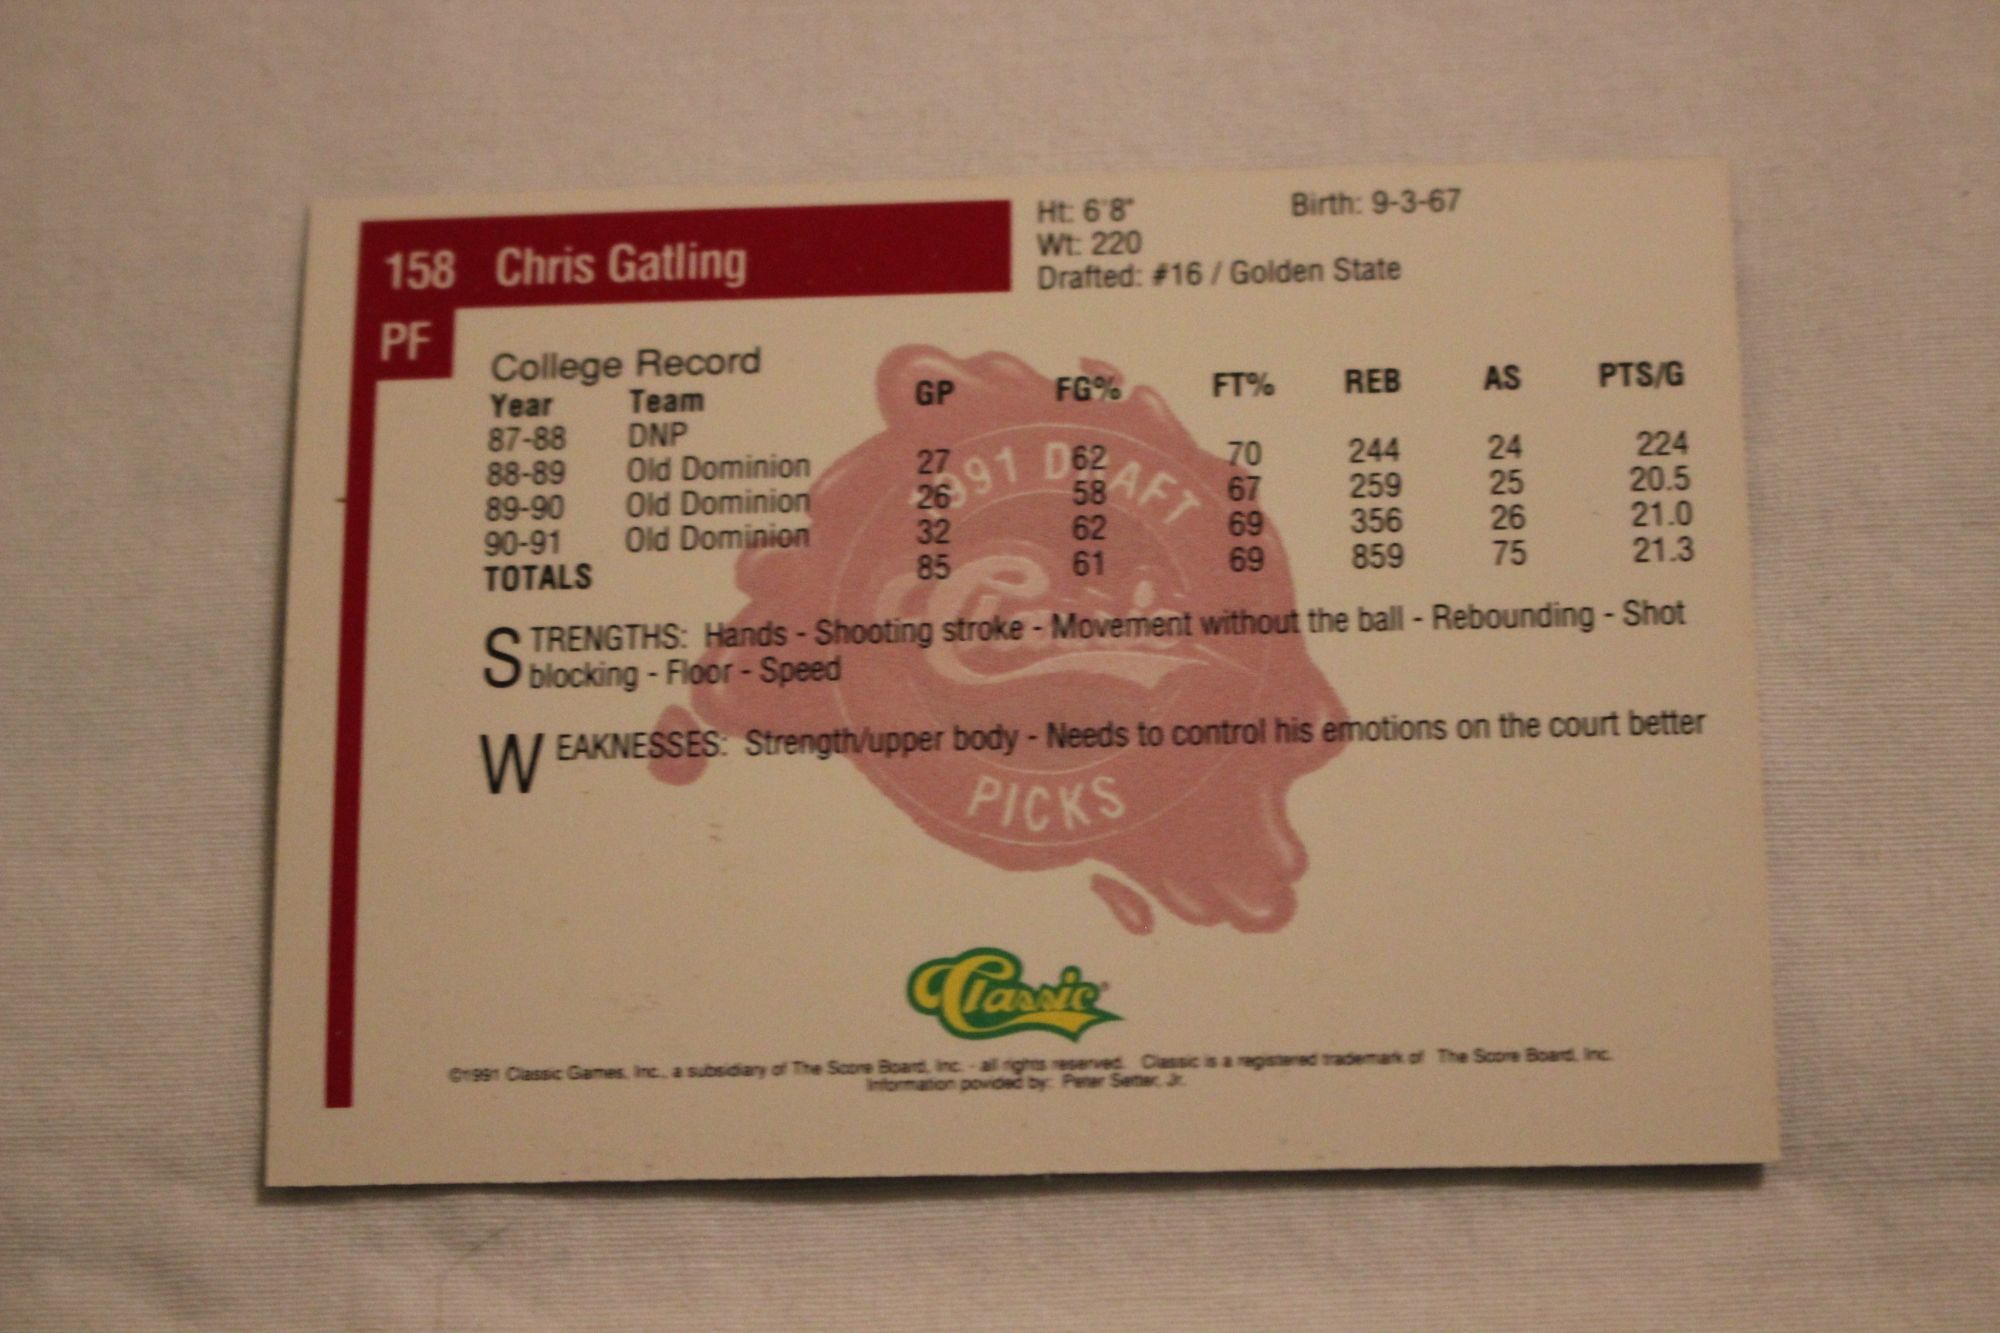 158 Chris Gatling
PF
Ht: 6'8"
Birth: 9-3-67
Wt: 220
Drafted: #16 / Golden State
College Record
Year Team GP FG% FT% REB AS PTS/G
87-88 DNP
88-89 Old Dominion 27 62 70 244 24 224
89-90 Old Dominion 26 58 67 259 25 20.5
90-91 Old Dominion 32 62 69 356 26 21.0
TOTALS 85 61 69 859 75 21.3
STRENGTHS: Hands - Shooting stroke - Movement without the ball - Rebounding - Shot
blocking - Floor - Speed
WEAKNESSES: Strength/upper body - Needs to control his emotions on the court better
1991 DRAFT
Classic
PICKS
Classic
©1991 Classic Games, Inc., a subsidiary of The Score Board, Inc. - all rights reserved. Classic is a registered trademark of The Score Board, Inc.
Information povided by: Peter Setter, Jr.